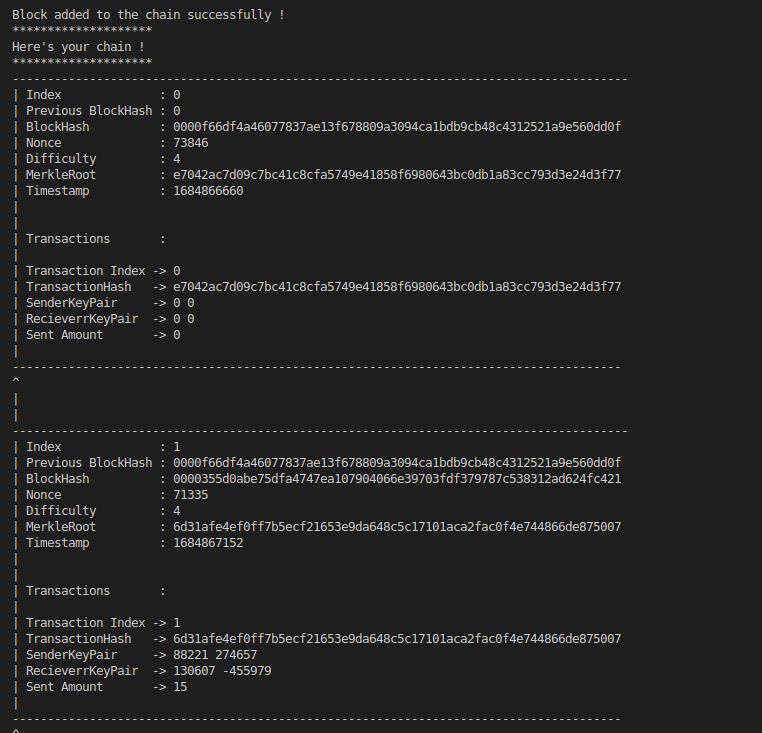 Block added to the chain successfully !
********************
Here's your chain !
********************
----------------------------------------------------------------------------------------
| Index              : 0
| Previous BlockHash : 0
| BlockHash          : 0000f66df4a46077837ae13f678809a3094ca1bdb9cb48c4312521a9e560dd0f
| Nonce              : 73846
| Difficulty         : 4
| MerkleRoot         : e7042ac7d09c7bc41c8cfa5749e41858f6980643bc0db1a83cc793d3e24d3f77
| Timestamp          : 1684866660
|
|
| Transactions       :
|
| Transaction Index -> 0
| TransactionHash   -> e7042ac7d09c7bc41c8cfa5749e41858f6980643bc0db1a83cc793d3e24d3f77
| SenderKeyPair     -> 0 0
| RecieverrKeyPair  -> 0 0
| Sent Amount       -> 0
|
---------------------------------------------------------------------------------------
^
|
|
----------------------------------------------------------------------------------------
| Index              : 1
| Previous BlockHash : 0000f66df4a46077837ae13f678809a3094ca1bdb9cb48c4312521a9e560dd0f
| BlockHash          : 0000355d0abe75dfa4747ea107904066e39703fdf379787c538312ad624fc421
| Nonce              : 71335
| Difficulty         : 4
| MerkleRoot         : 6d31afe4ef0ff7b5ecf21653e9da648c5c17101aca2fac0f4e744866de875007
| Timestamp          : 1684867152
|
|
| Transactions       :
|
| Transaction Index -> 1
| TransactionHash   -> 6d31afe4ef0ff7b5ecf21653e9da648c5c17101aca2fac0f4e744866de875007
| SenderKeyPair     -> 88221 274657
| RecieverrKeyPair  -> 130607 -455979
| Sent Amount       -> 15
|
---------------------------------------------------------------------------------------
^